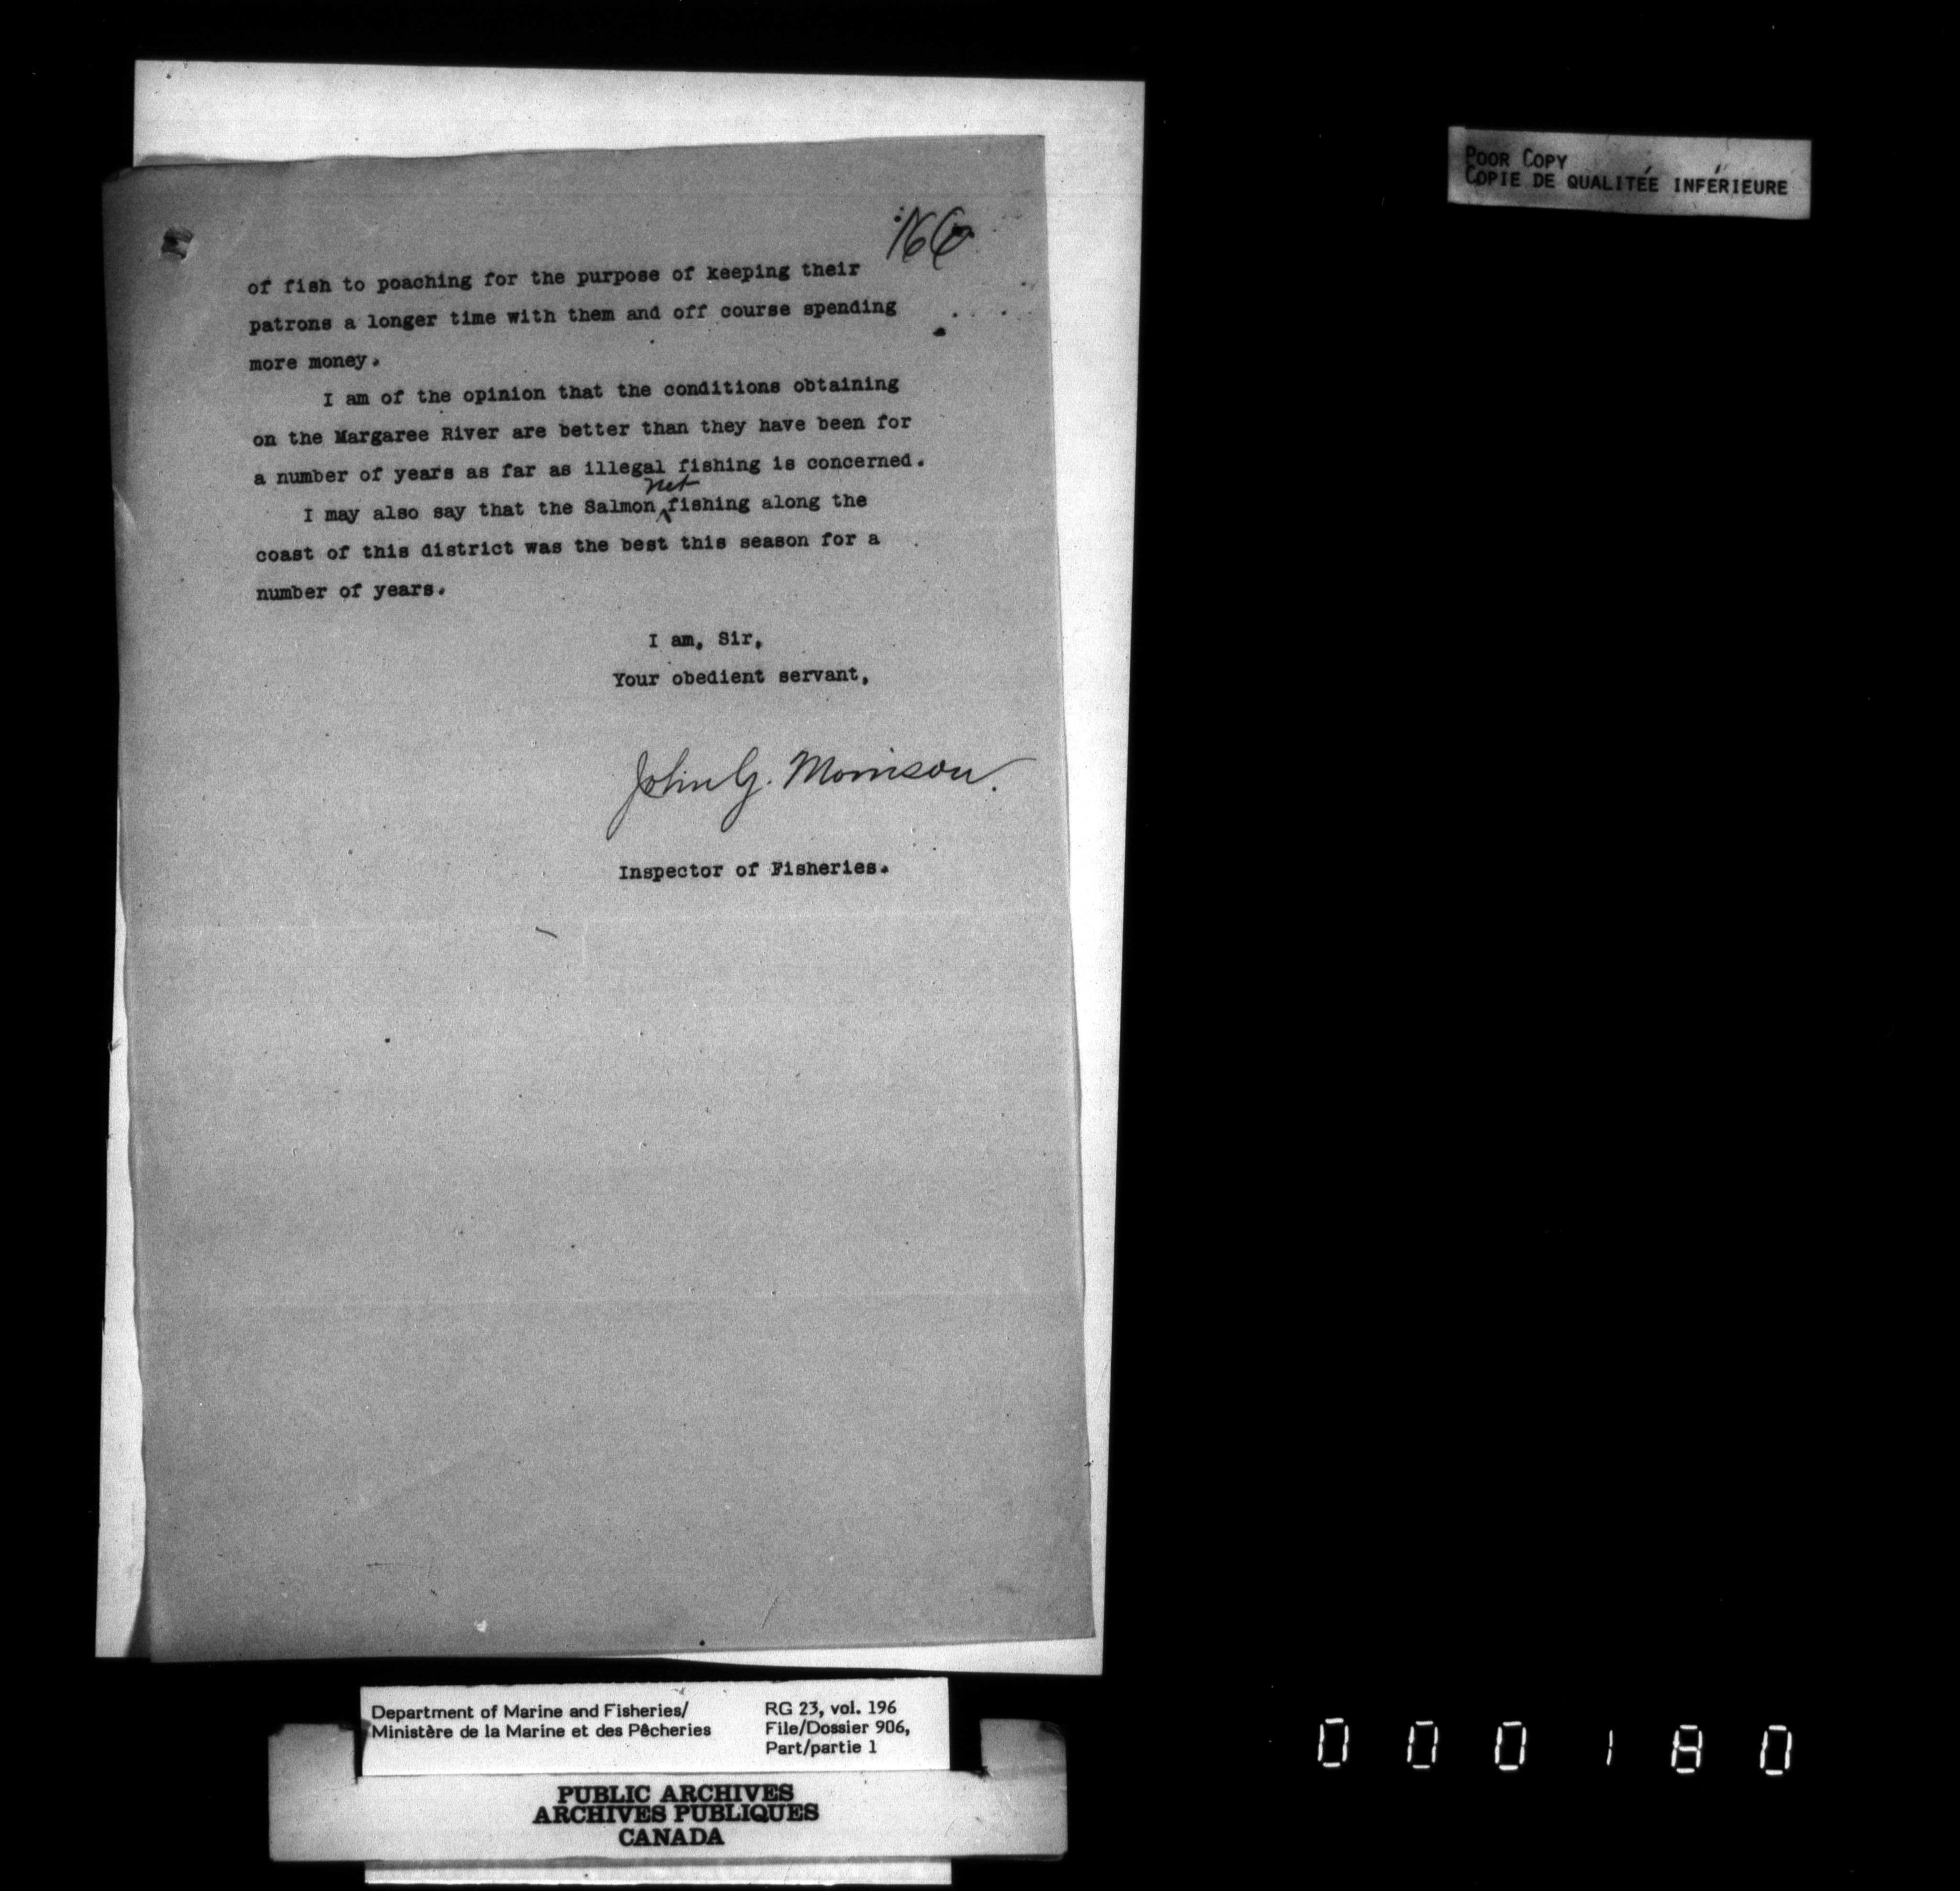 166
of fish to poaching for the purpose of keeping their
patrons a longer time with them and off course spending
more money.
I am of the opinion that the conditions obtaining
on the Margaree River are better than they have been for
a number of years as far as illegal fishing is concerned.
I may also say that the Salmon net fishing along the
coast of this district was the best this season for a
number of years.
I am, Sir,
Your obedient servant,
John G. Morrison.
Inspector of Fisheries.
POOR COPY
COPIE DE QUALITÉE INFÉRIEURE
Department of Marine and Fisheries/
Ministère de la Marine et des Pêcheries
RG 23, vol. 196
File/Dossier 906,
Part/partie 1
PUBLIC ARCHIVES
ARCHIVES PUBLIQUES
CANADA
000180